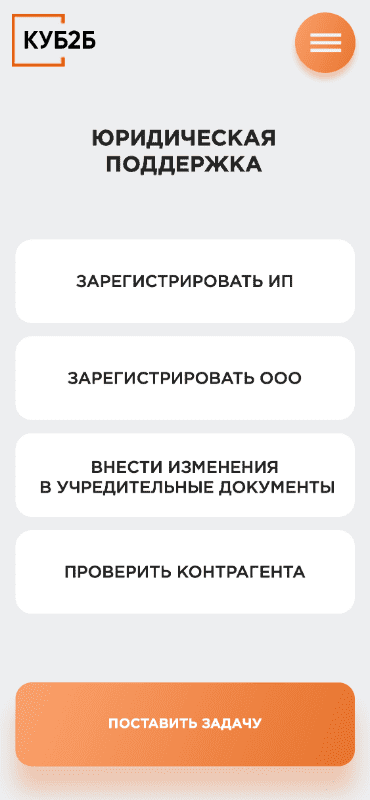 КУБ2Б
ЮРИДИЧЕСКАЯ
ПОДДЕРЖКА
ЗАРЕГИСТРИРОВАТЬ ИП
ЗАРЕГИСТРИРОВАТЬ ООО
ВНЕСТИ ИЗМЕНЕНИЯ
В УЧРЕДИТЕЛЬНЫЕ ДОКУМЕНТЫ
ПРОВЕРИТЬ КОНТРАГЕНТА
ПОСТАВИТЬ ЗАДАЧУ